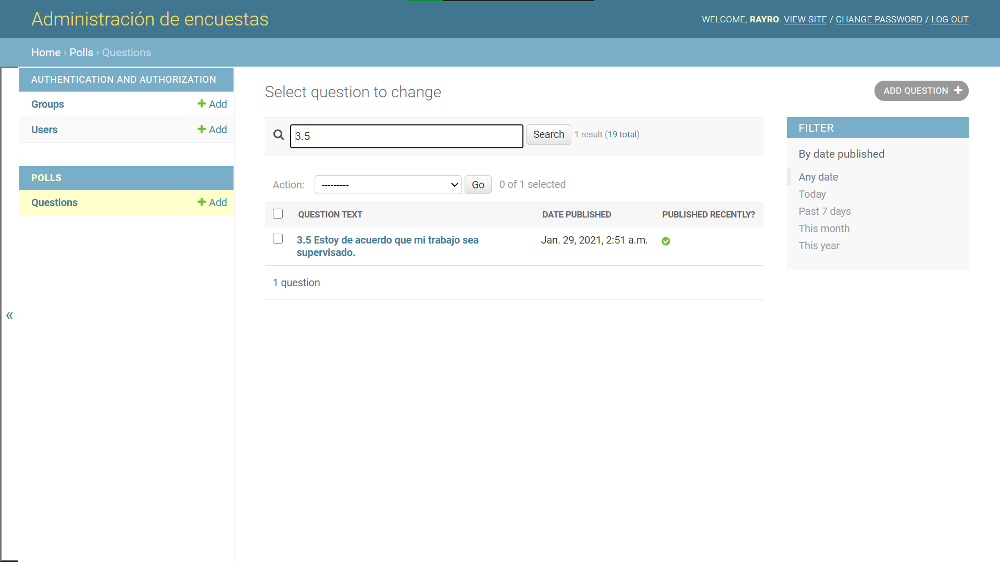 Administración de encuestas
WELCOME, RAYRO. VIEW SITE / CHANGE PASSWORD / LOG OUT
Home › Polls › Questions
AUTHENTICATION AND AUTHORIZATION
Groups
Add
Users
Add
POLLS
Questions
Add
«
Select question to change
ADD QUESTION
3.5
Search
1 result (19 total)
Action:
---------
Go
0 of 1 selected
QUESTION TEXT
DATE PUBLISHED
PUBLISHED RECENTLY?
3.5 Estoy de acuerdo que mi trabajo sea
supervisado.
Jan. 29, 2021, 2:51 a.m.
1 question
FILTER
By date published
Any date
Today
Past 7 days
This month
This year